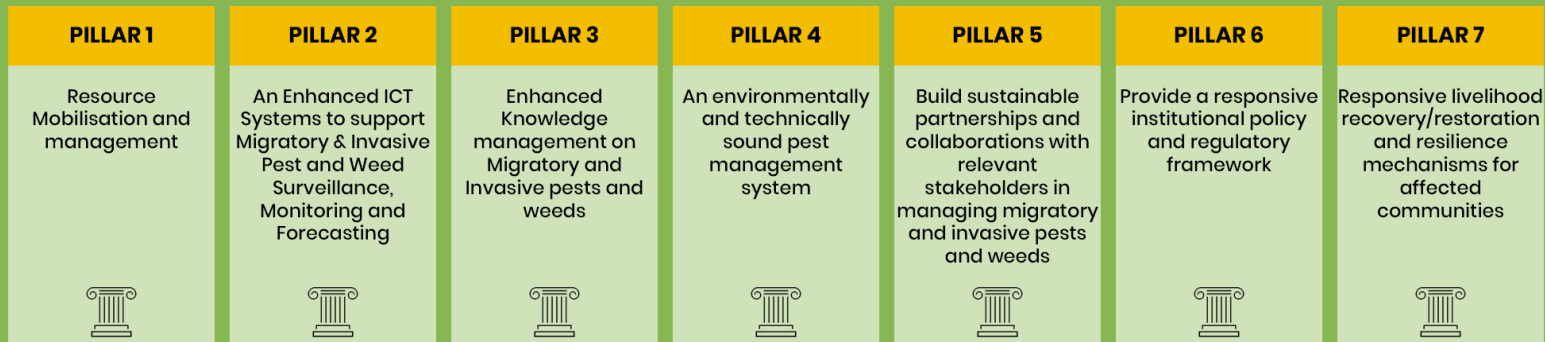 PILLAR 1
Resource
Mobilisation and
management
PILLAR 2
An Enhanced ICT
Systems to support
Migratory & Invasive
Pest and Weed
Surveillance,
Monitoring and
Forecasting
PILLAR 3
Enhanced
Knowledge
management on
Migratory and
Invasive pests and
weeds
PILLAR 4
An environmentally
and technically
sound pest
management
system
PILLAR 5
Build sustainable
partnerships and
collaborations with
relevant
stakeholders in
managing migratory
and invasive pests
and weeds
PILLAR 6
Provide a responsive
institutional policy
and regulatory
framework
PILLAR 7
Responsive livelihood
recovery/restoration
and resilience
mechanisms for
affected
communities